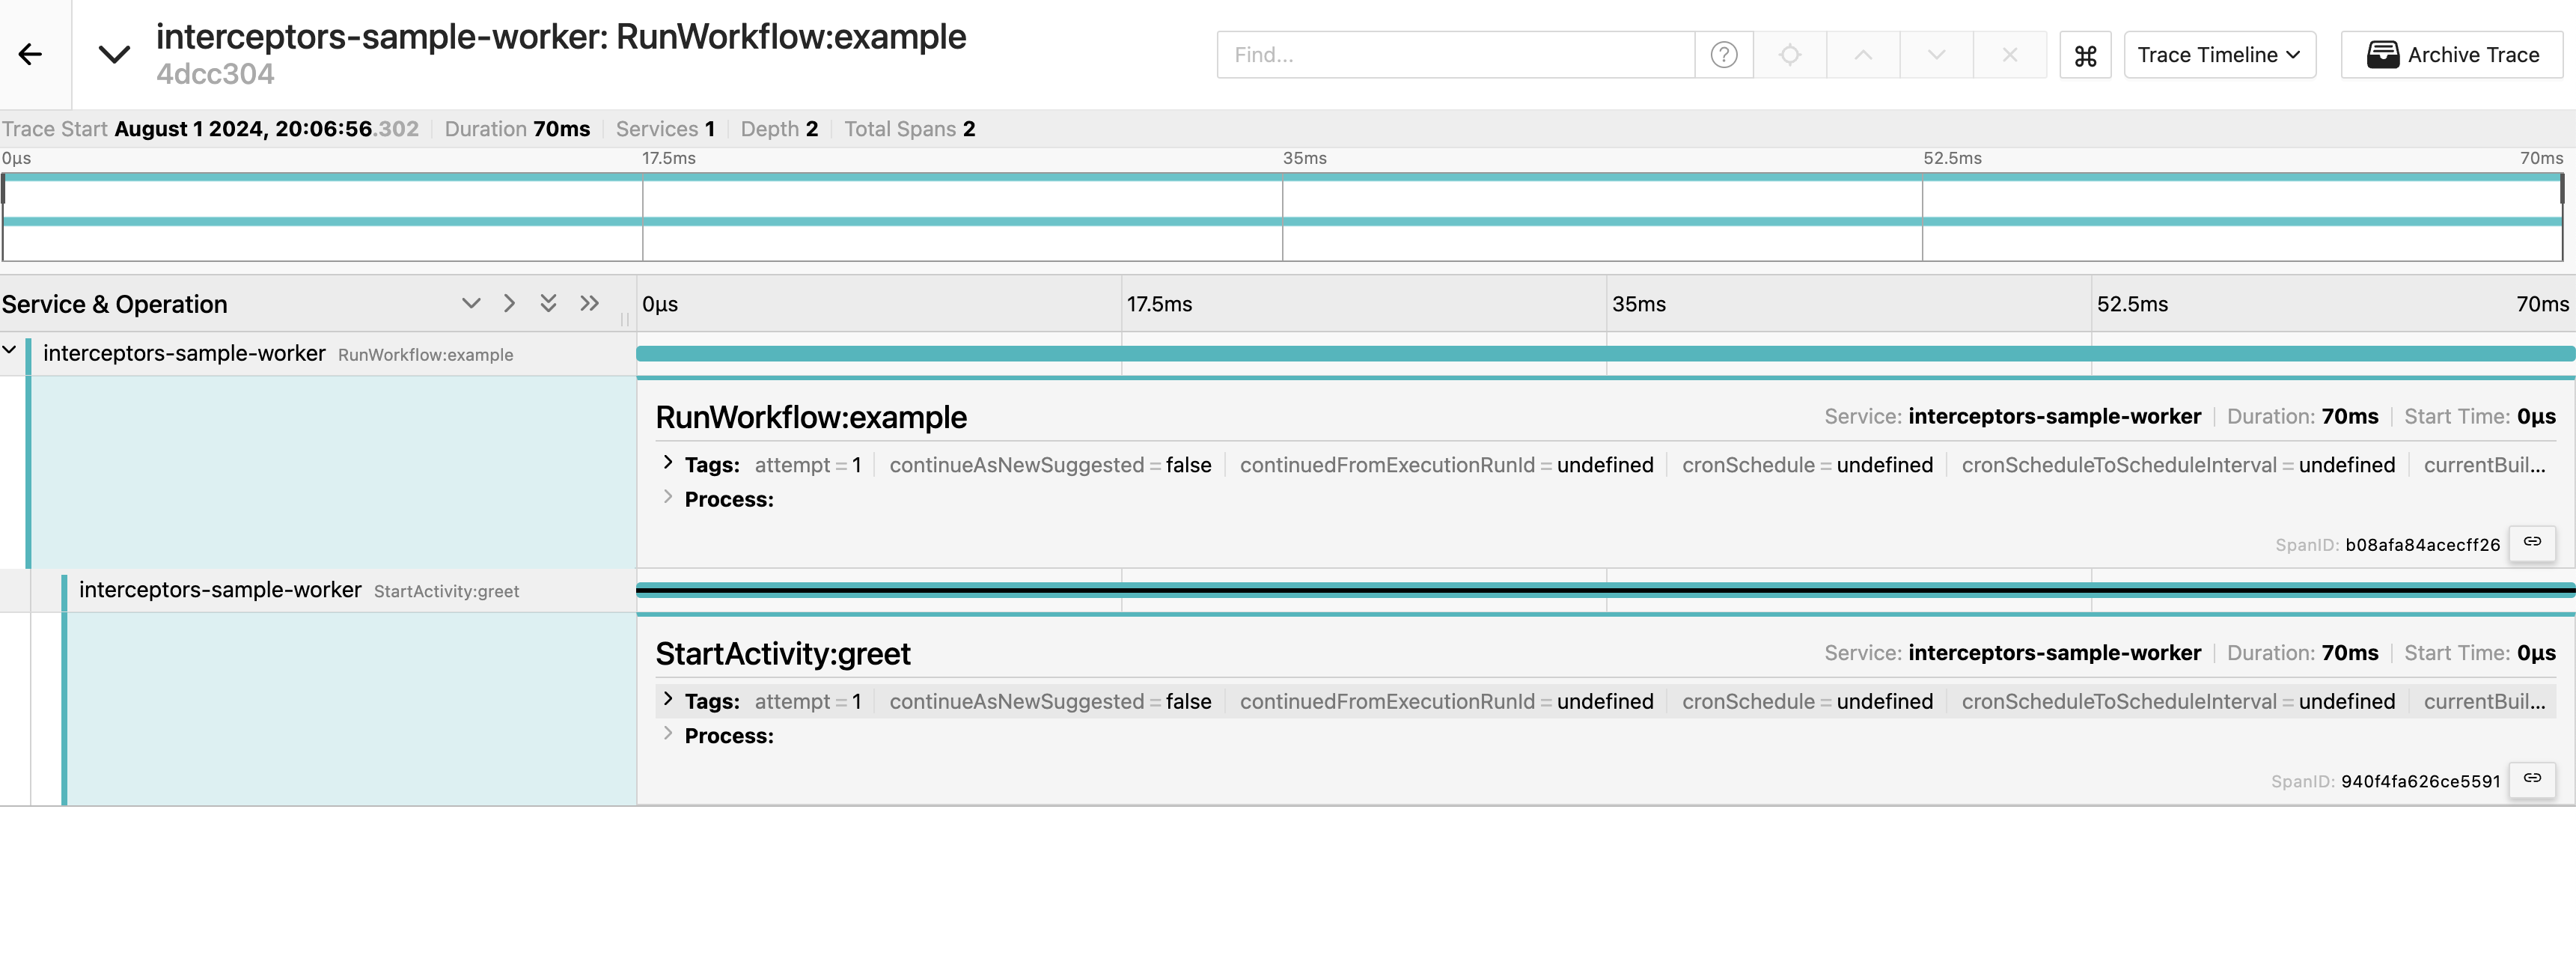 interceptors-sample-worker: RunWorkflow:example
4dcc304
Find...
?
⌘
Trace Timeline
Archive Trace
Trace Start August 1 2024, 20:06:56.302 Duration 70ms Services 1 Depth 2 Total Spans 2
0μs 17.5ms 35ms 52.5ms 70ms
Service & Operation 0μs 17.5ms 35ms 52.5ms 70ms
interceptors-sample-worker RunWorkflow:example
RunWorkflow:example Service: interceptors-sample-worker Duration: 70ms Start Time: 0μs
Tags: attempt = 1 continueAsNewSuggested = false continuedFromExecutionRunId = undefined cronSchedule = undefined cronScheduleToScheduleInterval = undefined currentBuil...
Process:
SpanID: b08afa84acecff26
interceptors-sample-worker StartActivity:greet
StartActivity:greet Service: interceptors-sample-worker Duration: 70ms Start Time: 0μs
Tags: attempt = 1 continueAsNewSuggested = false continuedFromExecutionRunId = undefined cronSchedule = undefined cronScheduleToScheduleInterval = undefined currentBuil...
Process:
SpanID: 940f4fa626ce5591